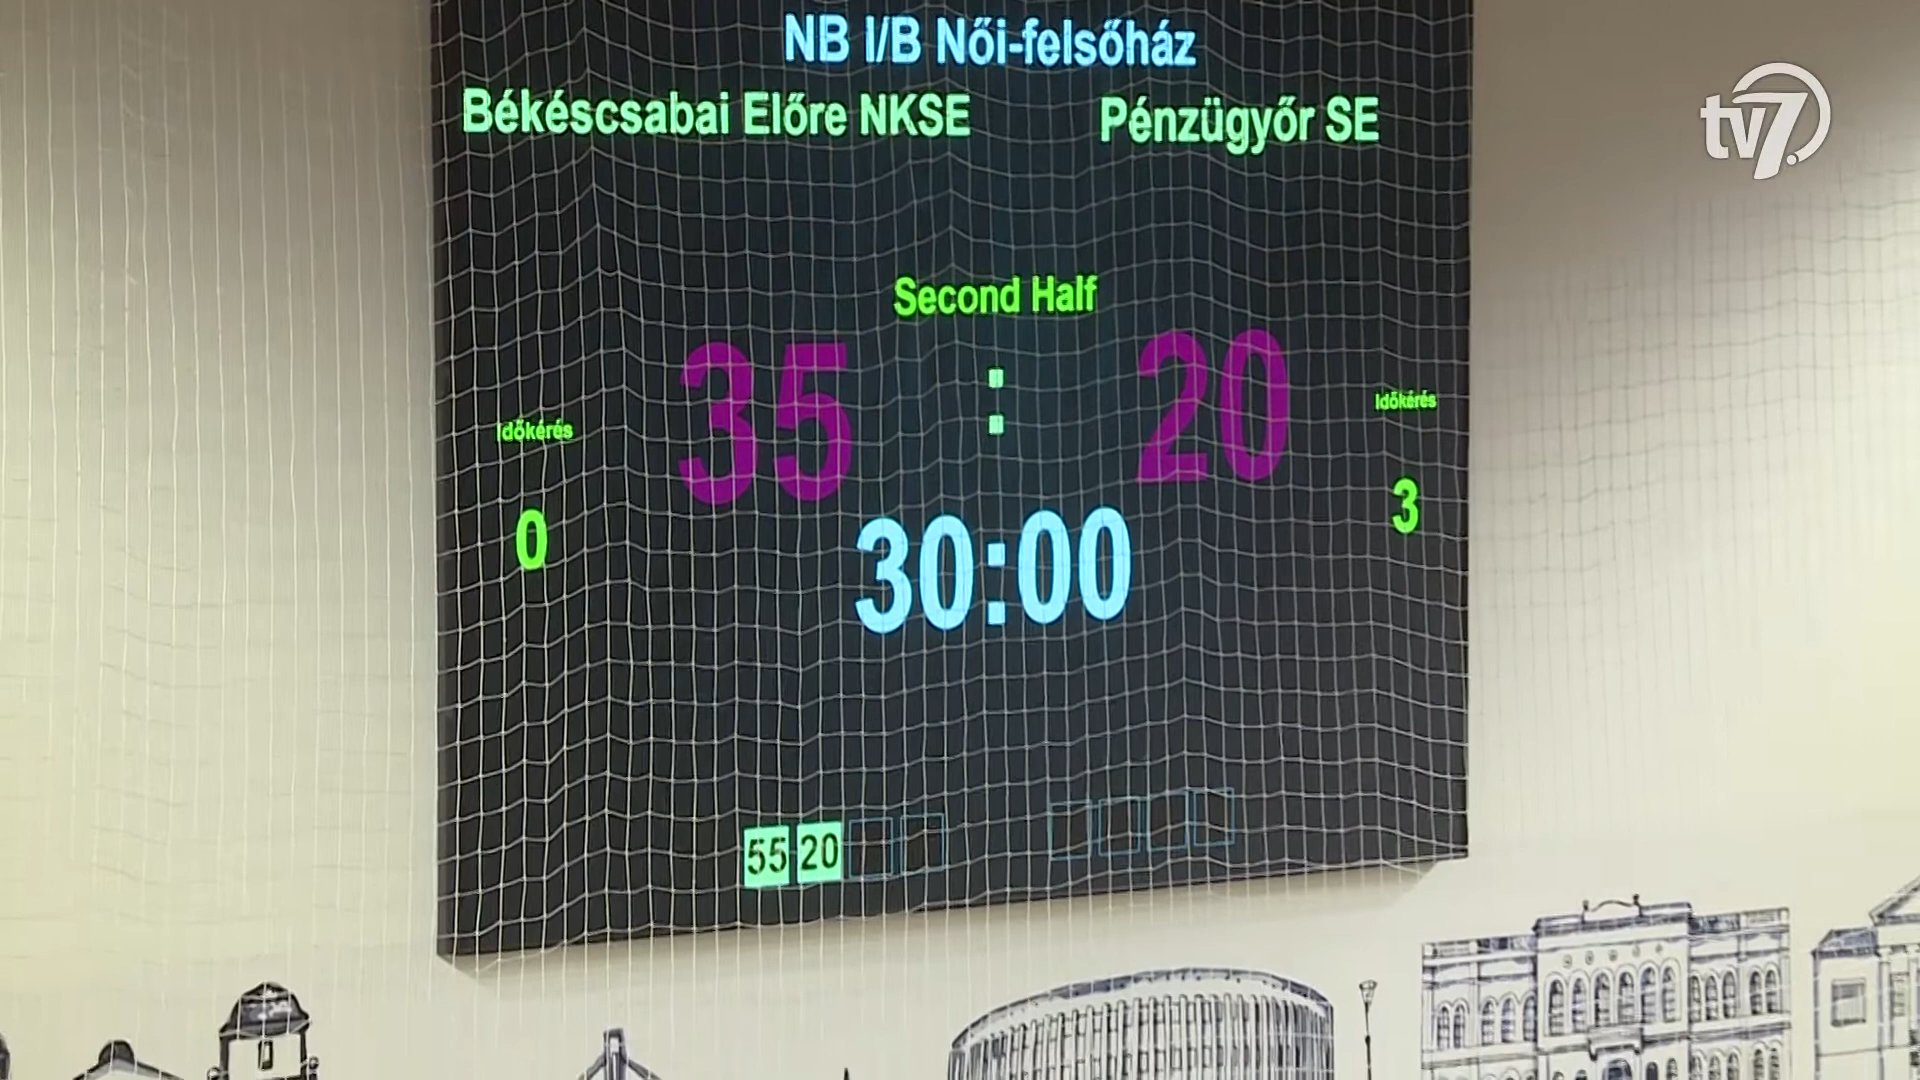 NB I/B Női-felsőház
Békéscsabai Előre NKSE
Pénzügyőr SE
tv7.
Second Half
35 : 20
Időkérés
Időkérés
0
3
30:00
55 20